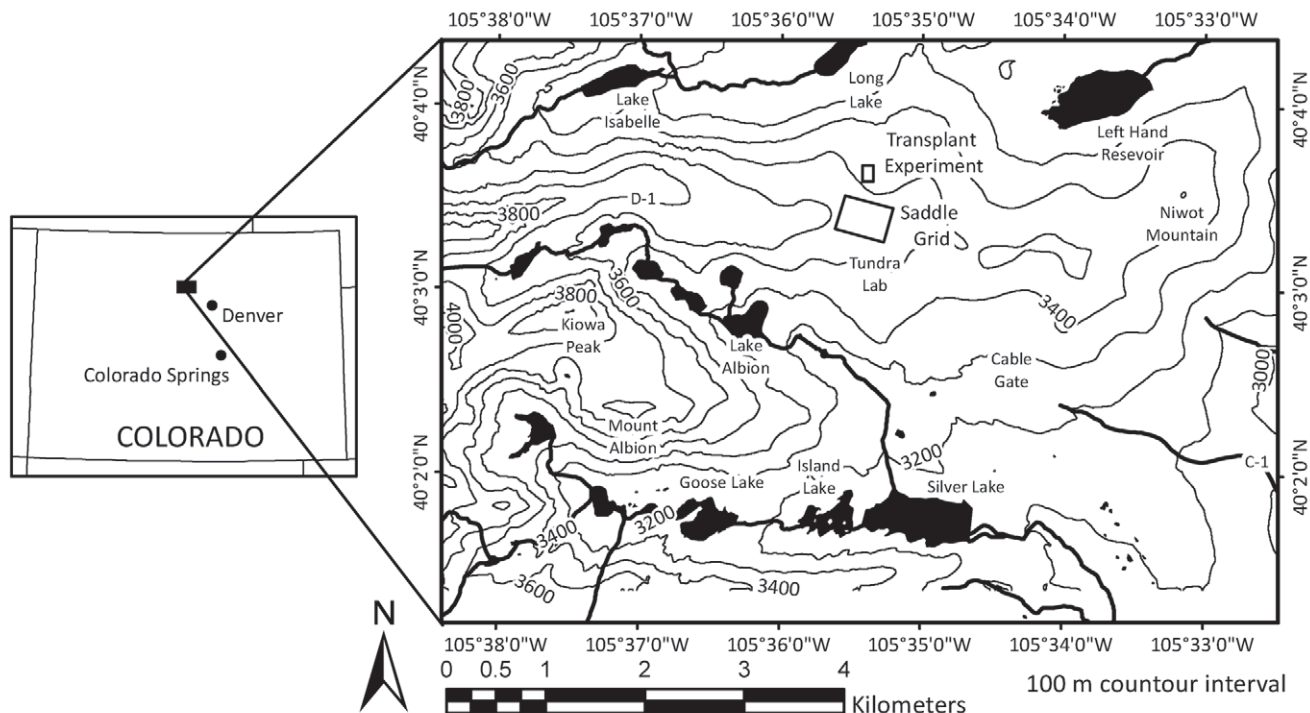 105°38'0"W 105°37'0"W 105°36'0"W 105°35'0"W 105°34'0"W 105°33'0"W
40°4'0"N
40°3'0"N
40°2'0"N
3800
3600
Lake
Isabelle
Long
Lake
Left Hand
Resevoir
Transplant
Experiment
D-1
3800
Saddle
Grid
Niwot
Mountain
Tundra
Lab
3400
4000
3800
3600
Kiowa
Peak
Lake
Albion
Cable
Gate
3000
Mount
Albion
3200
C-1
Goose Lake
Island
Lake
Silver Lake
3400
3200
3600
3400
40°4'0"N
40°3'0"N
40°2'0"N
105°38'0"W 105°37'0"W 105°36'0"W 105°35'0"W 105°34'0"W 105°33'0"W
Denver
Colorado Springs
COLORADO
N
0 0.5 1 2 3 4
Kilometers
100 m countour interval